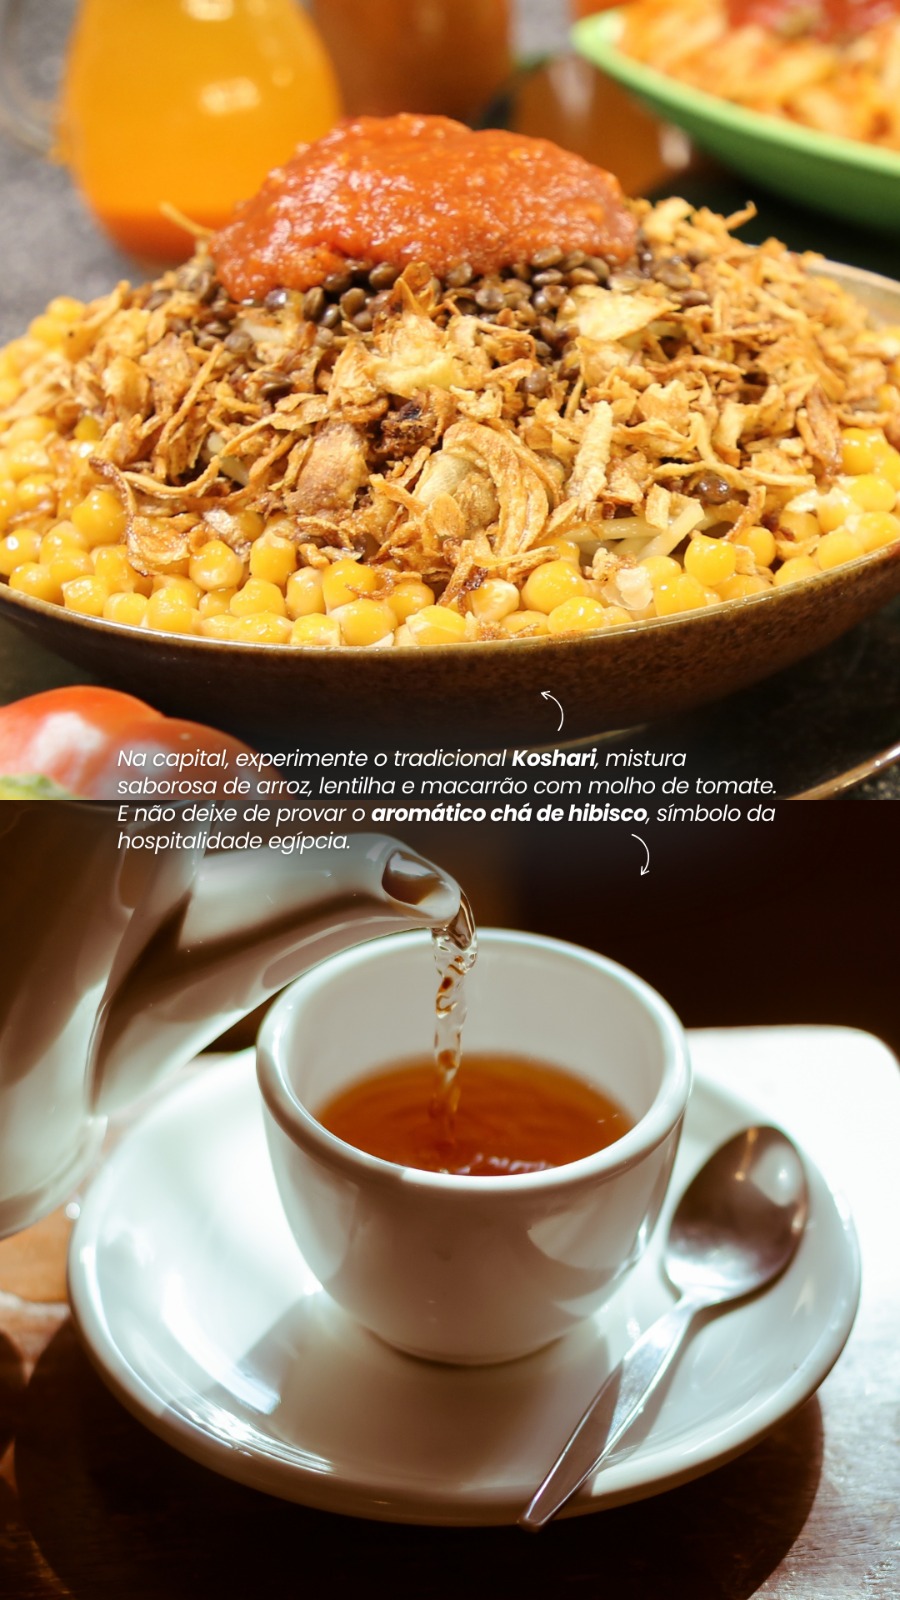 Na capital, experimente o tradicional Koshari, mistura
saborosa de arroz, lentilha e macarrão com molho de tomate.
E não deixe de provar o aromático chá de hibisco, símbolo da
hospitalidade egípcia.